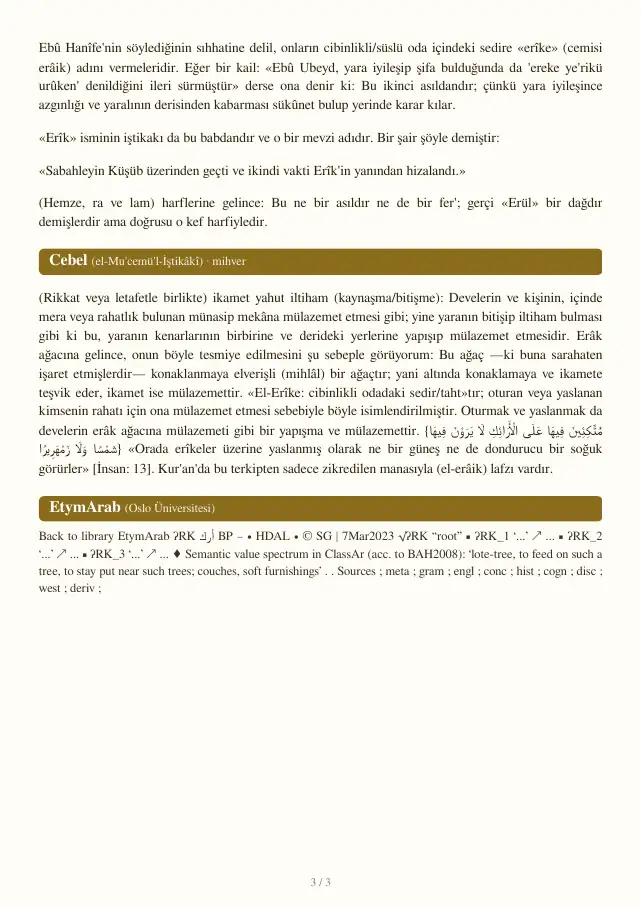 Ebû Hanîfe'nin söylediğinin sıhhatine delil, onların cibinlikli/süslü oda içindeki sedire «erîke» (cemisi
erâik) adını vermeleridir. Eğer bir kail: «Ebû Ubeyd, yara iyileşip şifa bulduğunda da 'ereke ye'rikü
urûken' denildiğini ileri sürmüştür» derse ona denir ki: Bu ikinci asıldandır; çünkü yara iyileşince
azgınlığı ve yaralının derisinden kabarması sükûnet bulup yerinde karar kılar.
«Erîk» isminin iştikakı da bu babdandır ve o bir mevzi adıdır. Bir şair şöyle demiştir:
«Sabahleyin Küşüb üzerinden geçti ve ikindi vakti Erîk'in yanından hizalandı.»
(Hemze, ra ve lam) harflerine gelince: Bu ne bir asıldır ne de bir fer'; gerçi «Erül» bir dağdır
demişlerdir ama doğrusu o kef harfiyledir.
Cebel (el-Mu'cemü'l-İştikâkî) · mihver
(Rikkat veya letafetle birlikte) ikamet yahut iltiham (kaynaşma/bitişme): Develerin ve kişinin, içinde
mera veya rahatlık bulunan münasip mekâna mülazemet etmesi gibi; yine yaranın bitişip iltiham bulması
gibi ki bu, yaranın kenarlarının birbirine ve derideki yerlerine yapışıp mülazemet etmesidir. Erâk
ağacına gelince, onun böyle tesmiye edilmesini şu sebeple görüyorum: Bu ağaç —ki buna sarahaten
işaret etmişlerdir— konaklanmaya elverişli (mihlâl) bir ağaçtır; yani altında konaklamaya ve ikamete
teşvik eder, ikamet ise mülazemettir. «El-Erîke: cibinlikli odadaki sedir/taht»tır; oturan veya yaslanan
kimsenin rahatı için ona mülazemet etmesi sebebiyle böyle isimlendirilmiştir. Oturmak ve yaslanmak da
develerin erâk ağacına mülazemeti gibi bir yapışma ve mülazemettir. {مُتَّكِئِينَ فِيهَا عَلَى الْأَرَائِكِ لَا يَرَوْنَ فِيهَا
شَمْسًا وَلَا زَمْهَرِيرًا} «Orada erîkeler üzerine yaslanmış olarak ne bir güneş ne de dondurucu bir soğuk
görürler» [İnsan: 13]. Kur'an'da bu terkipten sadece zikredilen manasıyla (el-erâik) lafzı vardır.
EtymArab (Oslo Üniversitesi)
Back to library EtymArab ʔRK أرك BP – • HDAL • © SG | 7Mar2023 √ʔRK “root” ▪ ʔRK_1 ‘...’ ↗ ... ▪ ʔRK_2
‘...’ ↗ ... ▪ ʔRK_3 ‘...’ ↗ ... ♦ Semantic value spectrum in ClassAr (acc. to BAH2008): ‘lote-tree, to feed on such a
tree, to stay put near such trees; couches, soft furnishings’ . . Sources ; meta ; gram ; engl ; conc ; hist ; cogn ; disc ;
west ; deriv ;
3 / 3